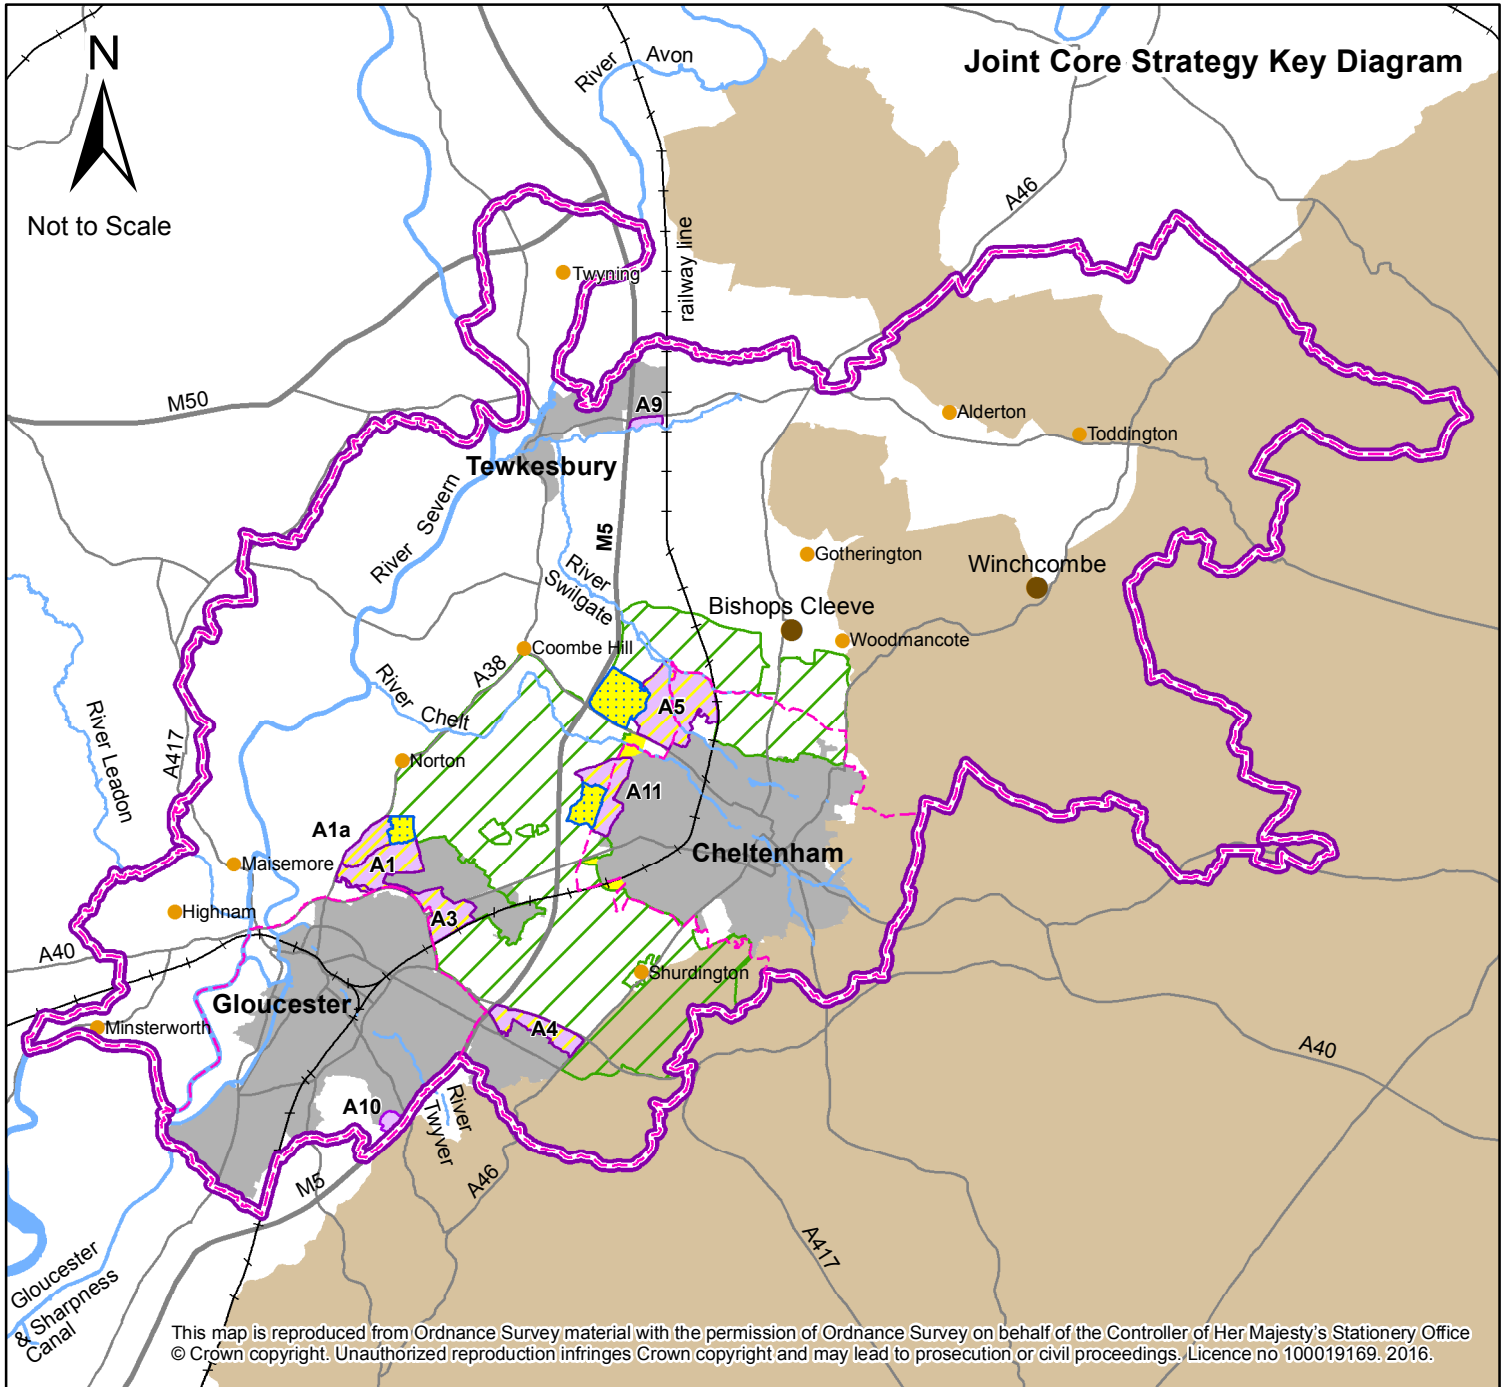 Joint Core Strategy Key Diagram
N
Not to Scale
River
Avon
railway line
A46
Twyning
M50
A9
Tewkesbury
Alderton
Toddington
River Severn
M5
River
Swilgate
Gotherington
Winchcombe
Bishops Cleeve
Woodmancote
Coombe Hill
A38
River
Chelt
A5
River Leadon
A417
Norton
A11
A1a
A1
Cheltenham
Maisemore
Highnam
A3
A40
Shurdington
Gloucester
Minsterworth
A4
A40
A10
River
Twyver
A46
M5
A417
Gloucester
& Sharpness
Canal
This map is reproduced from Ordnance Survey material with the permission of Ordnance Survey on behalf of the Controller of Her Majesty's Stationery Office
© Crown copyright. Unauthorized reproduction infringes Crown copyright and may lead to prosecution or civil proceedings. Licence no 100019169. 2016.